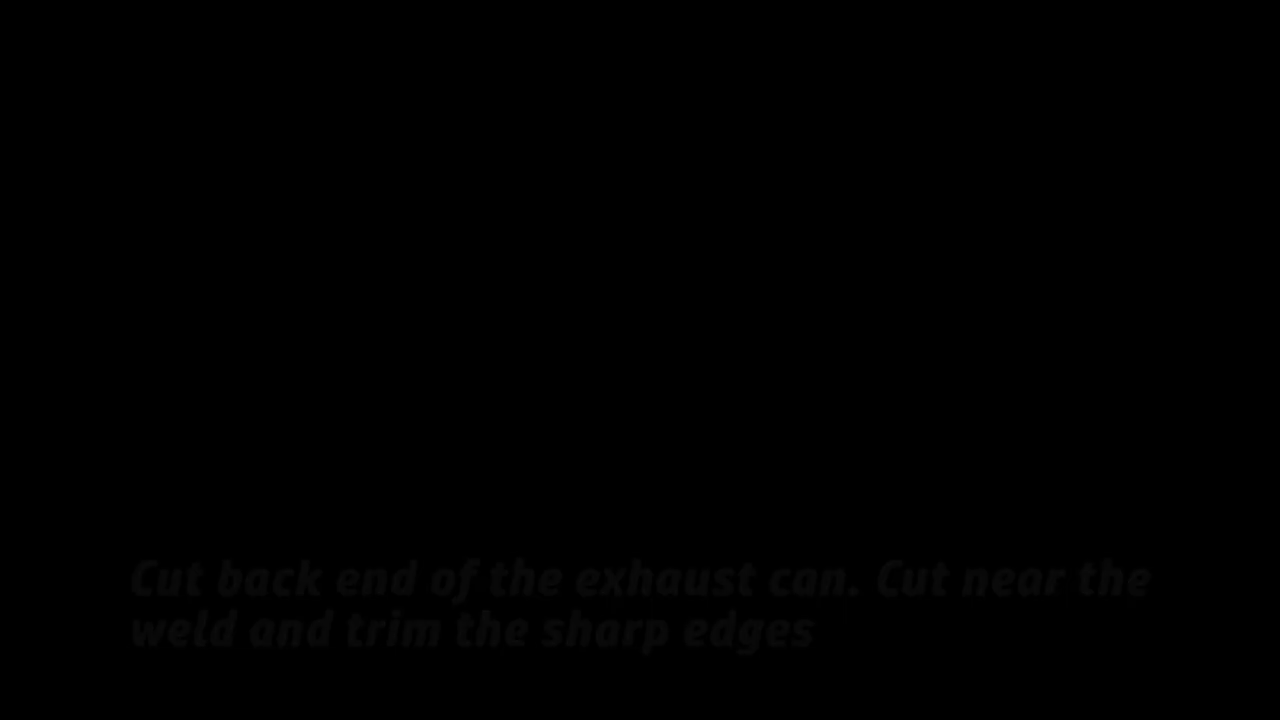 Cut back end of the exhaust can. Cut near the
weld and trim the sharp edges